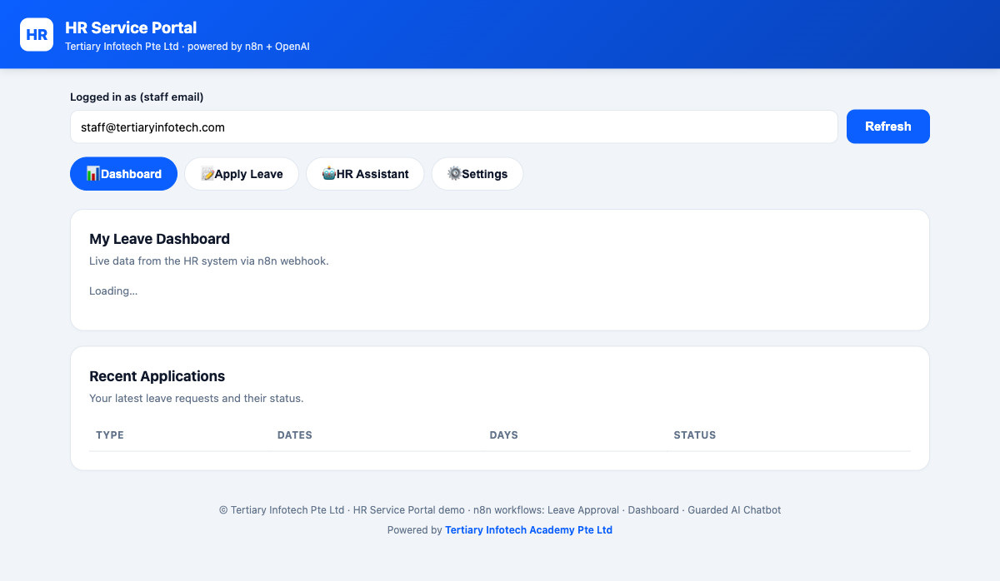 HR
HR Service Portal
Tertiary Infotech Pte Ltd · powered by n8n + OpenAI
Logged in as (staff email)
staff@tertiaryinfotech.com
Refresh
📊Dashboard
📝Apply Leave
🤖HR Assistant
⚙️Settings
My Leave Dashboard
Live data from the HR system via n8n webhook.
Loading…
Recent Applications
Your latest leave requests and their status.
TYPE DATES DAYS STATUS
© Tertiary Infotech Pte Ltd · HR Service Portal demo · n8n workflows: Leave Approval · Dashboard · Guarded AI Chatbot
Powered by Tertiary Infotech Academy Pte Ltd